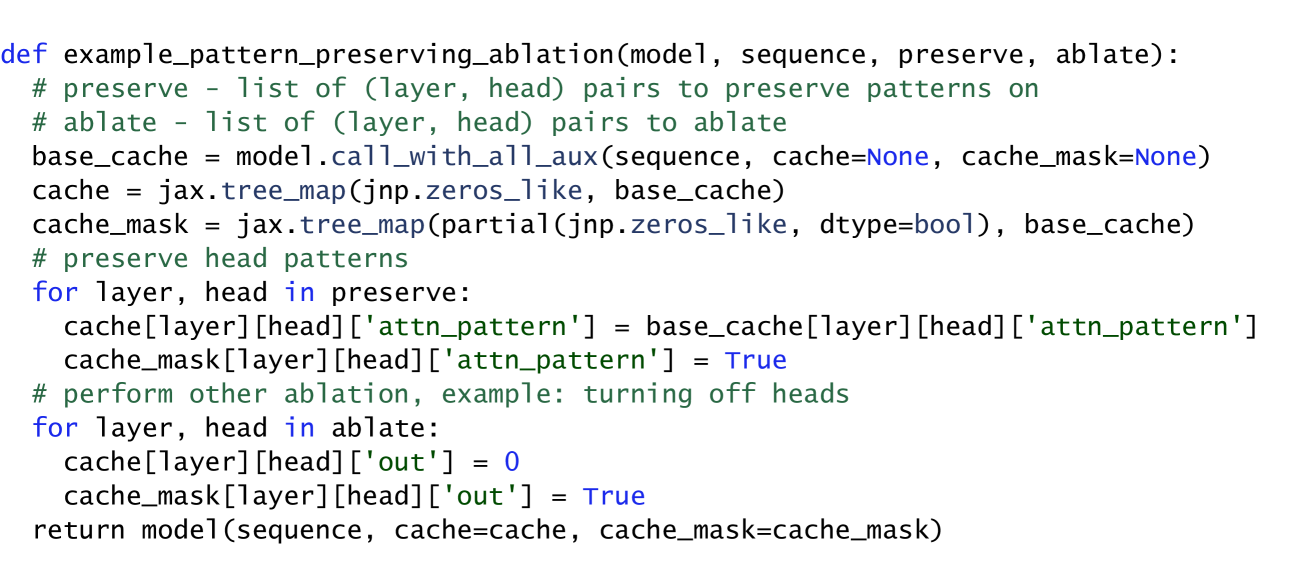 def example_pattern_preserving_ablation(model, sequence, preserve, ablate):
  # preserve - list of (layer, head) pairs to preserve patterns on
  # ablate - list of (layer, head) pairs to ablate
  base_cache = model.call_with_all_aux(sequence, cache=None, cache_mask=None)
  cache = jax.tree_map(jnp.zeros_like, base_cache)
  cache_mask = jax.tree_map(partial(jnp.zeros_like, dtype=bool), base_cache)
  # preserve head patterns
  for layer, head in preserve:
    cache[layer][head]['attn_pattern'] = base_cache[layer][head]['attn_pattern']
    cache_mask[layer][head]['attn_pattern'] = True
  # perform other ablation, example: turning off heads
  for layer, head in ablate:
    cache[layer][head]['out'] = 0
    cache_mask[layer][head]['out'] = True
  return model(sequence, cache=cache, cache_mask=cache_mask)